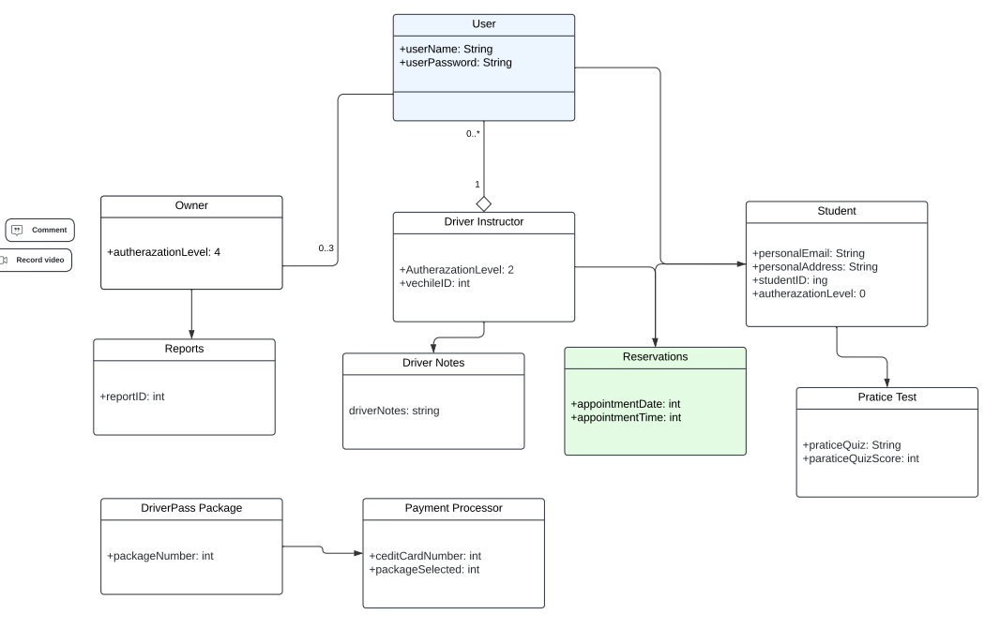 User
+userName: String
+userPassword: String
0..*
1
0..3
Owner
+autherazationLevel: 4
Comment
Record video
Driver Instructor
+AutherazationLevel: 2
+vechileID: int
Student
+personalEmail: String
+personalAddress: String
+studentID: ing
+autherazationLevel: 0
Reports
+reportID: int
Driver Notes
driverNotes: string
Reservations
+appointmentDate: int
+appointmentTime: int
Pratice Test
+praticeQuiz: String
+paraticeQuizScore: int
DriverPass Package
+packageNumber: int
Payment Processor
+ceditCardNumber: int
+packageSelected: int